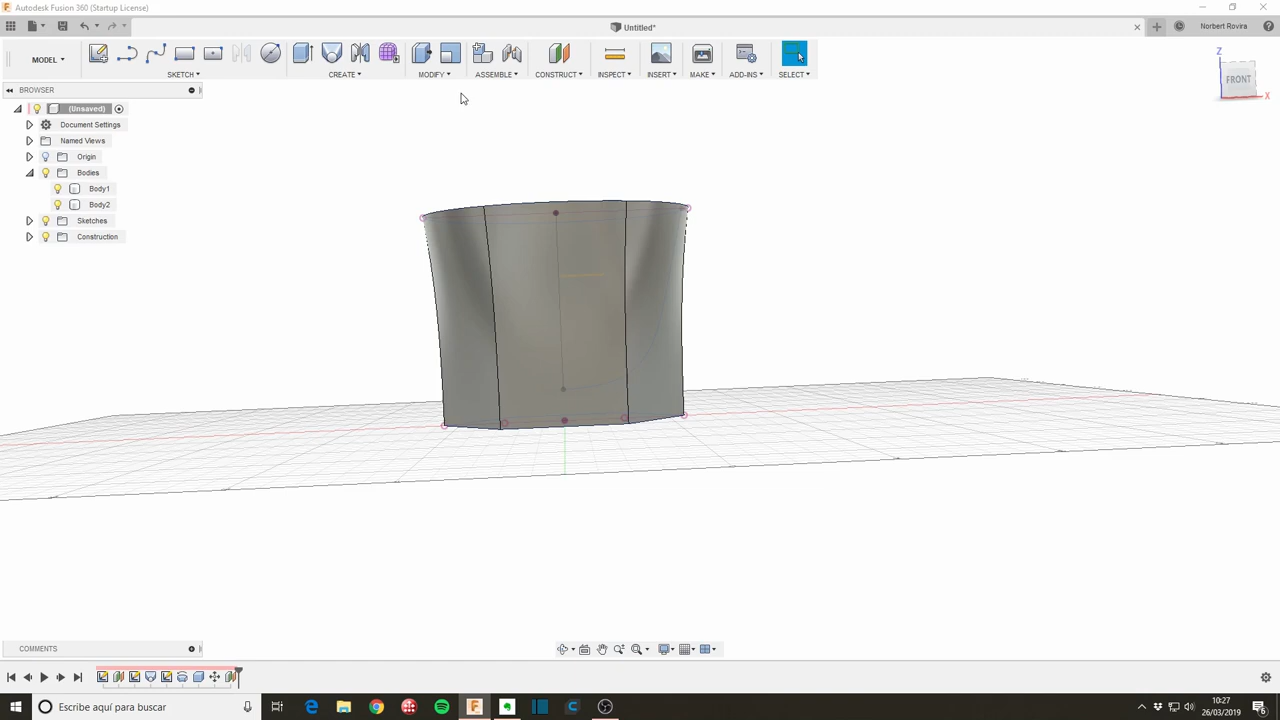 Autodesk Fusion 360 (Startup License)
Untitled*
Norbert Rovira
MODEL
SKETCH
CREATE
MODIFY
ASSEMBLE
CONSTRUCT
INSPECT
INSERT
MAKE
ADD-INS
SELECT
BROWSER
(Unsaved)
Document Settings
Named Views
Origin
Bodies
Body1
Body2
Sketches
Construction
Z
FRONT
X
COMMENTS
Escribe aquí para buscar
10:27
26/03/2019
6